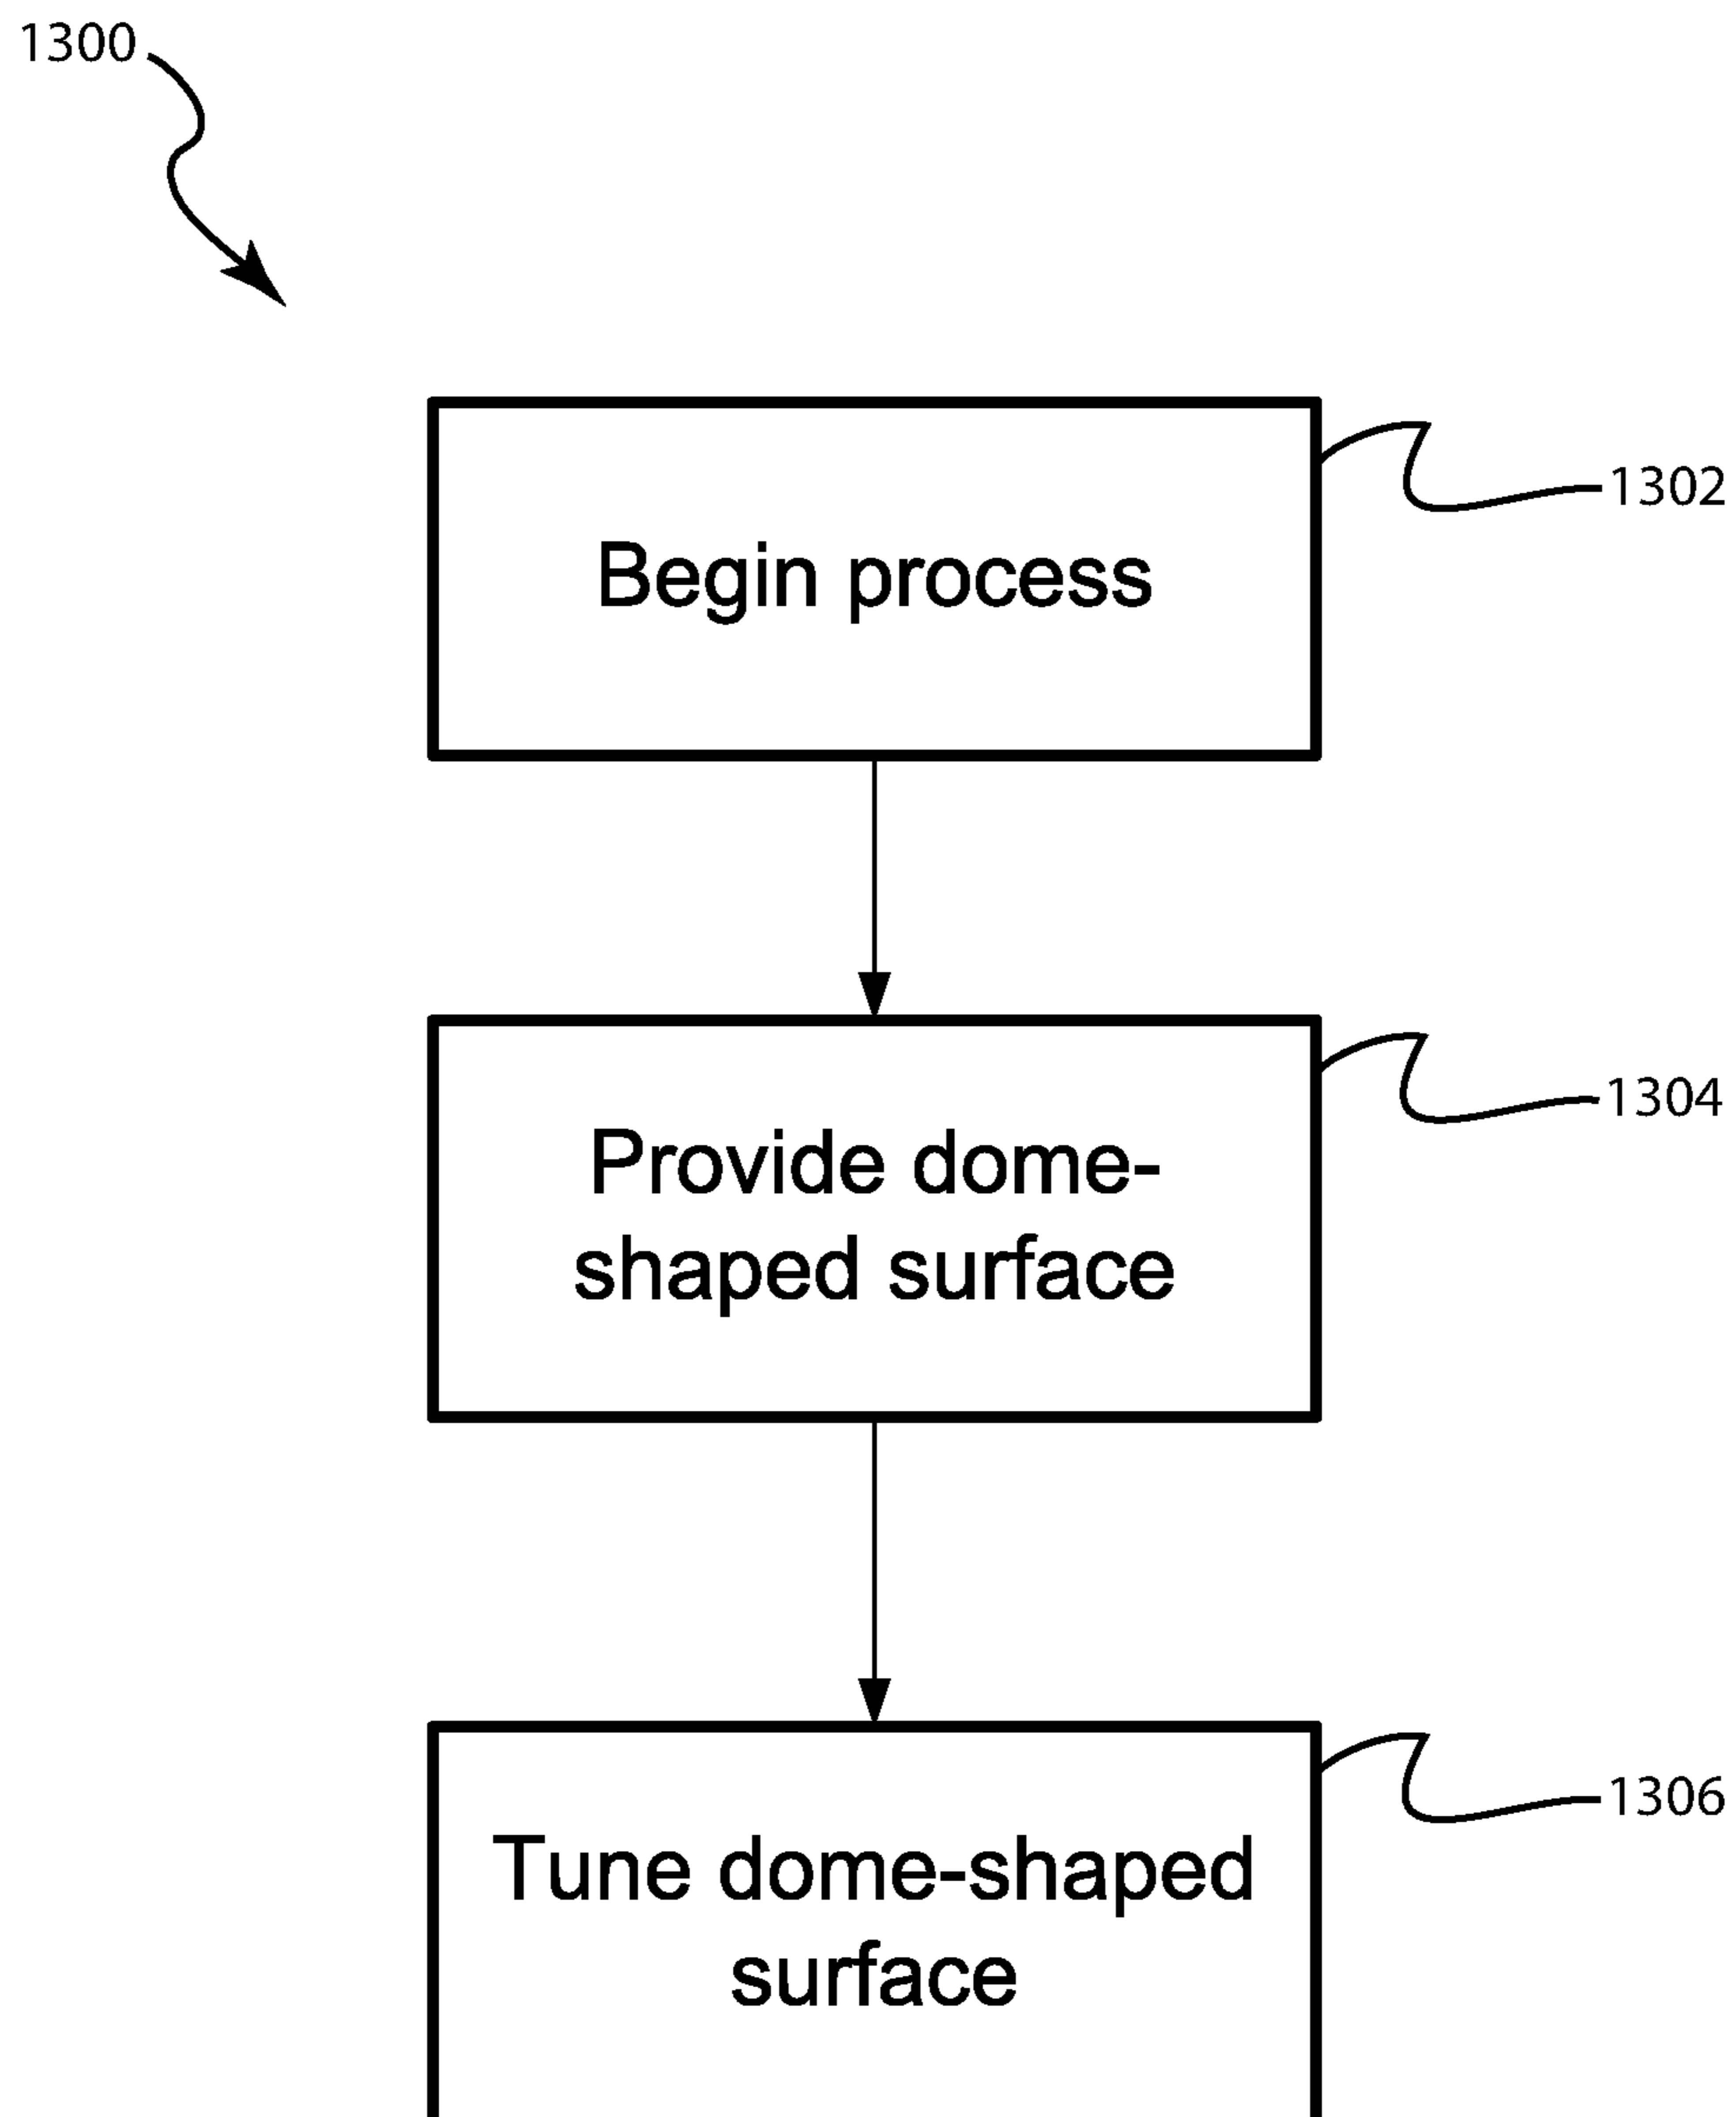 1300
Begin process
1302
Provide dome-
shaped surface
1304
Tune dome-shaped
surface
1306